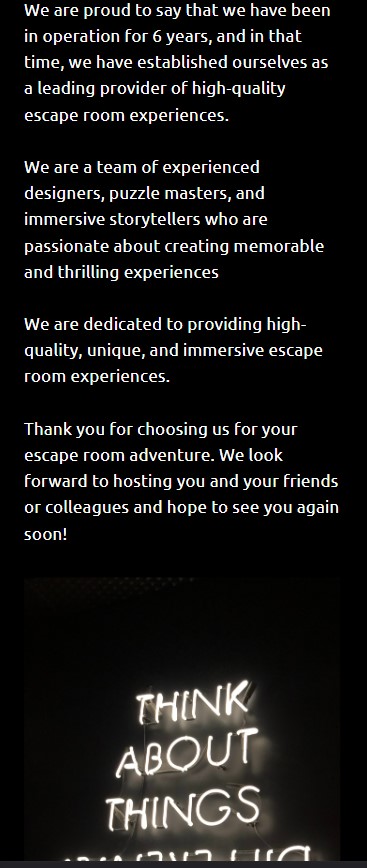 We are proud to say that we have been
in operation for 6 years, and in that
time, we have established ourselves as
a leading provider of high-quality
escape room experiences.
We are a team of experienced
designers, puzzle masters, and
immersive storytellers who are
passionate about creating memorable
and thrilling experiences
We are dedicated to providing high-
quality, unique, and immersive escape
room experiences.
Thank you for choosing us for your
escape room adventure. We look
forward to hosting you and your friends
or colleagues and hope to see you again
soon!
THINK
ABOUT
THINGS